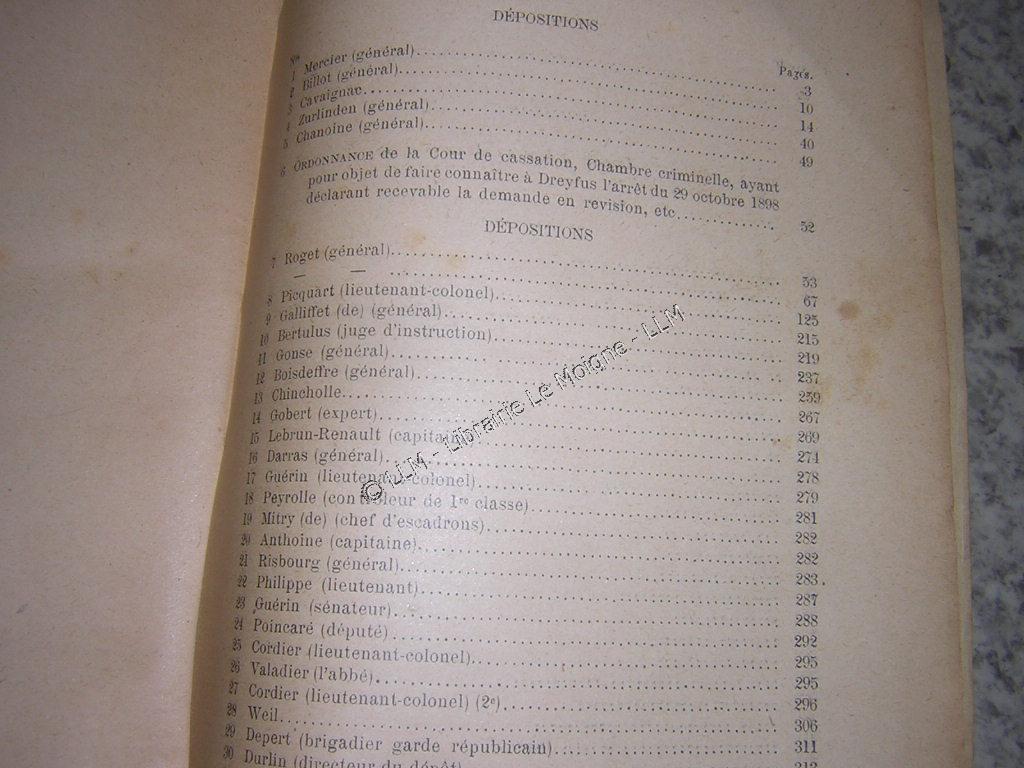 DÉPOSITIONS
Nos Pages.
1 Mercier (général) 3
2 Billot (général) 10
3 Cavaignac 14
4 Zurlinden (général) 40
5 Chanoine (général) 49
6 ORDONNANCE de la Cour de cassation, Chambre criminelle, ayant
pour objet de faire connaître à Dreyfus l'arrêt du 29 octobre 1898
déclarant recevable la demande en revision, etc 52
DÉPOSITIONS
7 Roget (général) 53
— — 67
8 Picquart (lieutenant-colonel) 125
9 Galliffet (de) (général) 215
10 Bertulus (juge d'instruction) 219
11 Gonse (général) 237
12 Boisdeffre (général) 259
13 Chincholle 267
14 Gobert (expert) 269
15 Lebrun-Renault (capitaine) 274
16 Darras (général) 278
17 Guérin (lieutenant-colonel) 279
18 Peyrolle (contrôleur de 1re classe) 281
19 Mitry (de) (chef d'escadrons) 282
20 Anthoine (capitaine) 282
21 Risbourg (général) 283
22 Philippe (lieutenant) 287
23 Guérin (sénateur) 288
24 Poincaré (député) 292
25 Cordier (lieutenant-colonel) 295
26 Valadier (l'abbé) 295
27 Cordier (lieutenant-colonel) (2e) 296
28 Weil 306
29 Depert (brigadier garde républicain) 311
30 Durlin (directeur du dépôt) 312
© LLM - Librairie Le Moigne - LLM